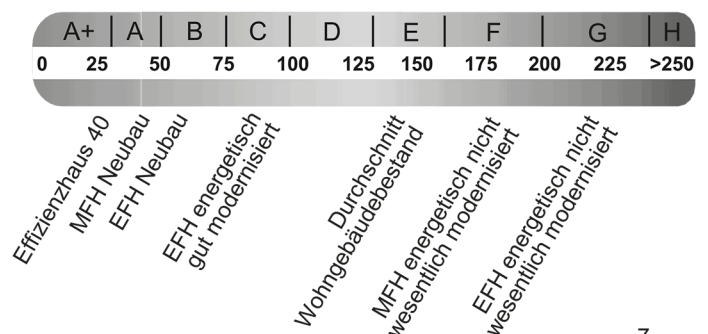 A+ A B C D E F G H
0 25 50 75 100 125 150 175 200 225 >250
Effizienzhaus 40
MFH Neubau
EFH Neubau
EFH energetisch
gut modernisiert
Durchschnitt
Wohngebäudebestand
MFH energetisch nicht
wesentlich modernisiert
EFH energetisch nicht
wesentlich modernisiert